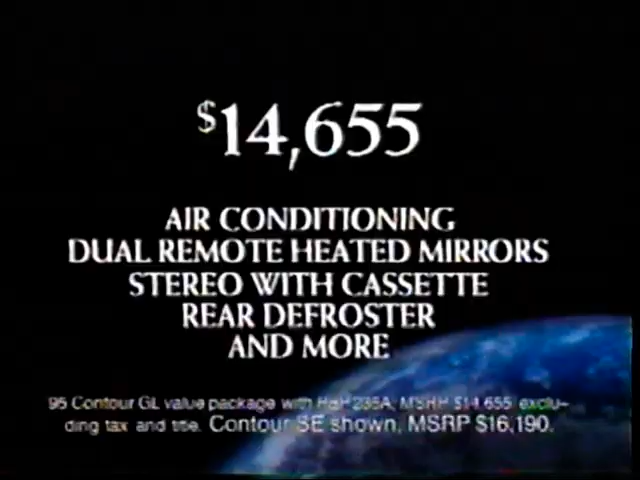 $14,655
AIR CONDITIONING
DUAL REMOTE HEATED MIRRORS
STEREO WITH CASSETTE
REAR DEFROSTER
AND MORE
95 Contour GL value package with 235A, MSRP $14,655 exclu-
ding tax and title. Contour SE shown, MSRP $16,190.